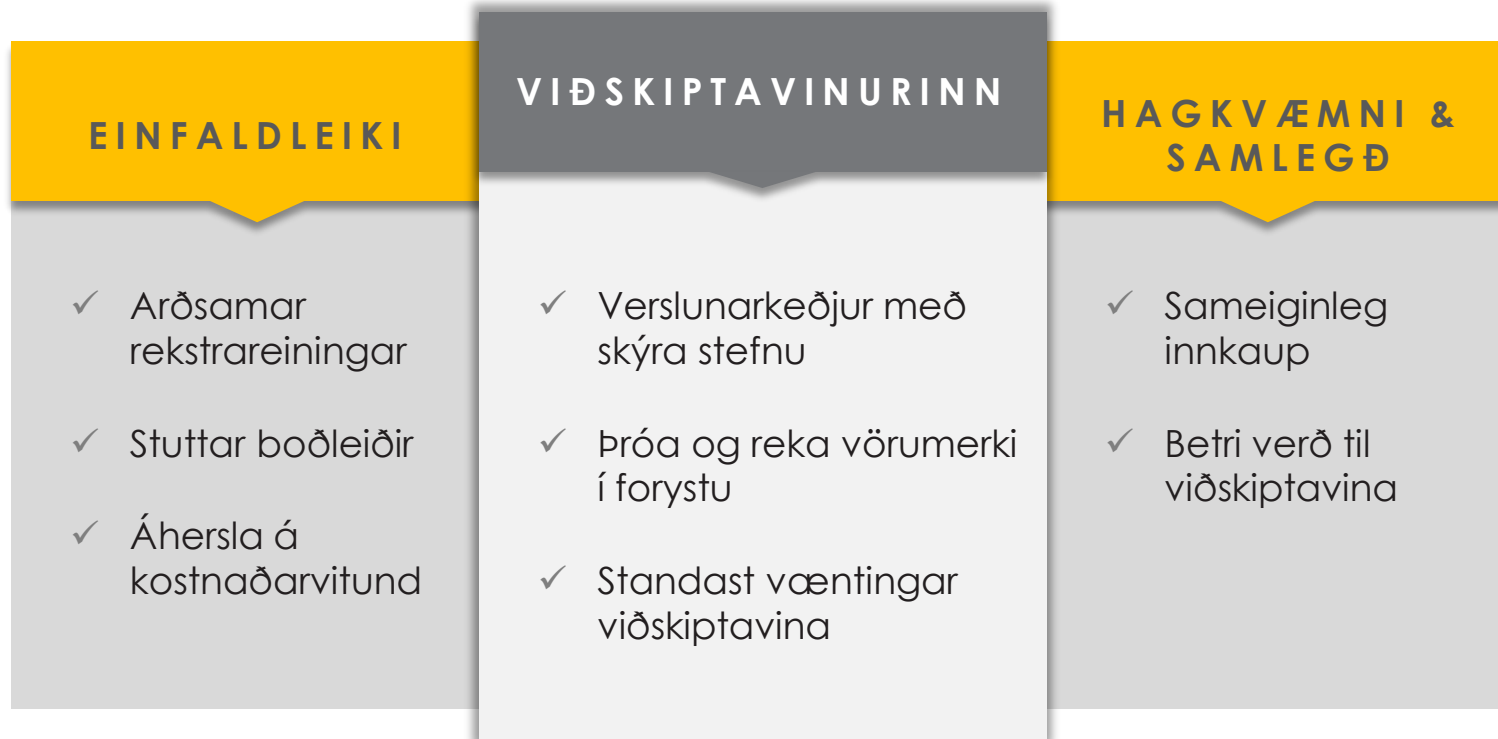 EINFALDLEIKI
✓ Arðsamar
rekstrareiningar
✓ Stuttar boðleiðir
✓ Áhersla á
kostnaðarvitund
VIÐSKIPTAVINURINN
✓ Verslunarkeðjur með
skýra stefnu
✓ Þróa og reka vörumerki
í forystu
✓ Standast væntingar
viðskiptavina
HAGKVÆMNI &
SAMLEGÐ
✓ Sameiginleg
innkaup
✓ Betri verð til
viðskiptavina